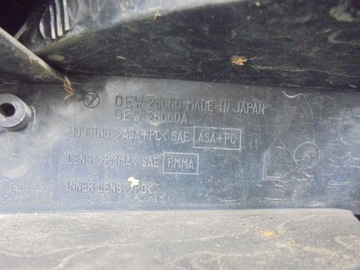 OEW 26060 MADE IN JAPAN
SEW 26060A
HOUSING >ASA+PC< SAE ASA+PC
LENS >PMMA< SAE PMMA
INNER LENS >PC<